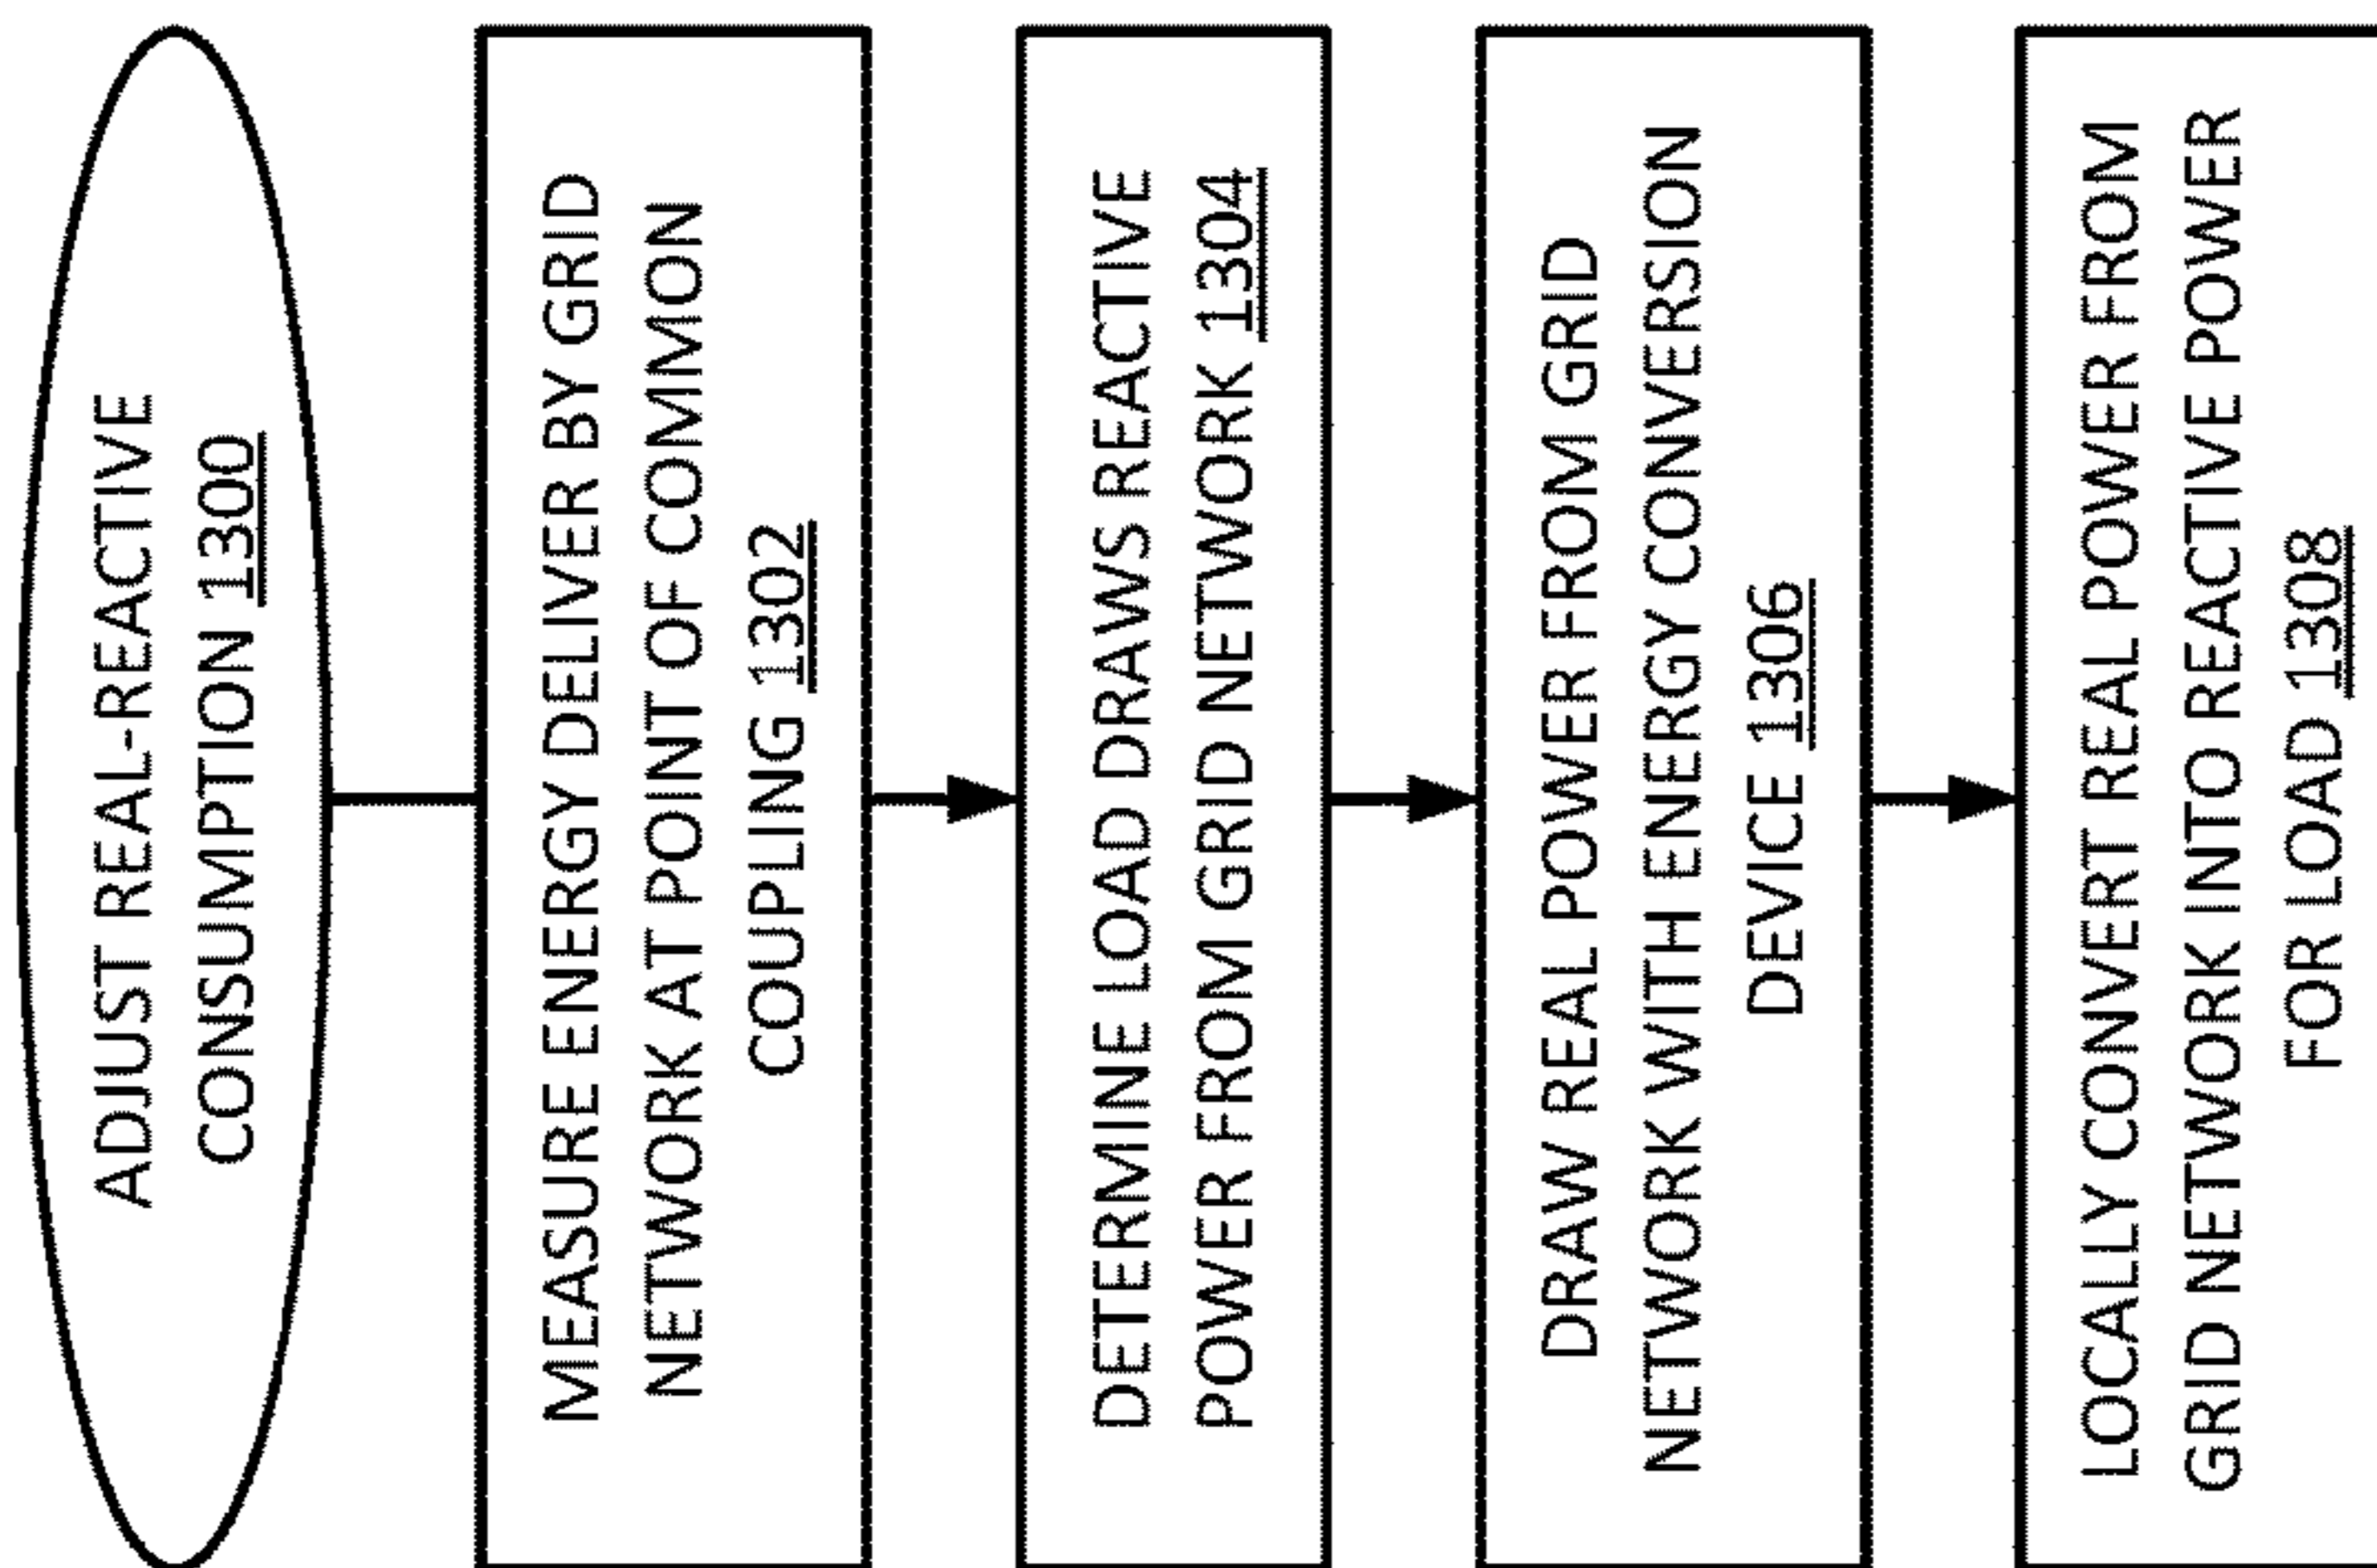 ADJUST REAL-REACTIVE
CONSUMPTION 1300
MEASURE ENERGY DELIVER BY GRID
NETWORK AT POINT OF COMMON
COUPLING 1302
DETERMINE LOAD DRAWS REACTIVE
POWER FROM GRID NETWORK 1304
DRAW REAL POWER FROM GRID
NETWORK WITH ENERGY CONVERSION
DEVICE 1306
LOCALLY CONVERT REAL POWER FROM
GRID NETWORK INTO REACTIVE POWER
FOR LOAD 1308